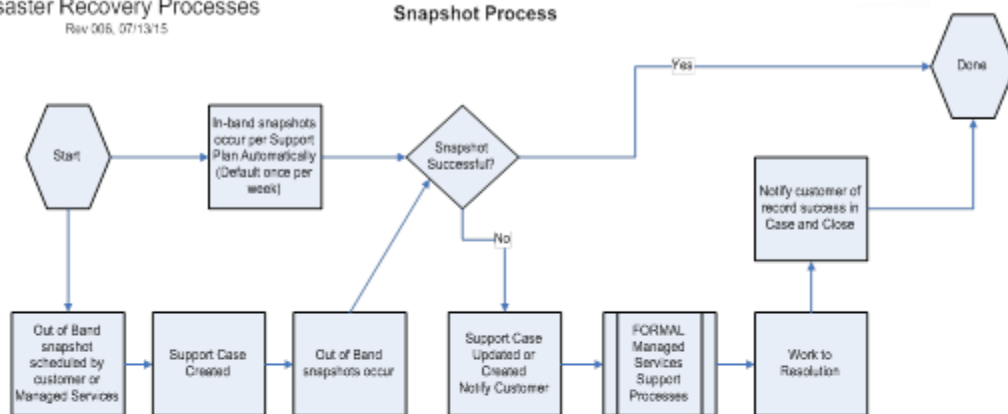 saster Recovery Processes
Rev 006, 07/13/15
Snapshot Process
Done
Yes
Start
In-band snapshots
occur per Support
Plan Automatically
(Default once per
week)
Snapshot
Successful?
Notify customer of
record success in
Case and Close
No
Out of Band
snapshot
scheduled by
customer or
Managed Services
Support Case
Created
Out of Band
snapshots occur
Support Case
Updated or
Created
Notify Customer
FORMAL
Managed
Services
Support
Processes
Work to
Resolution